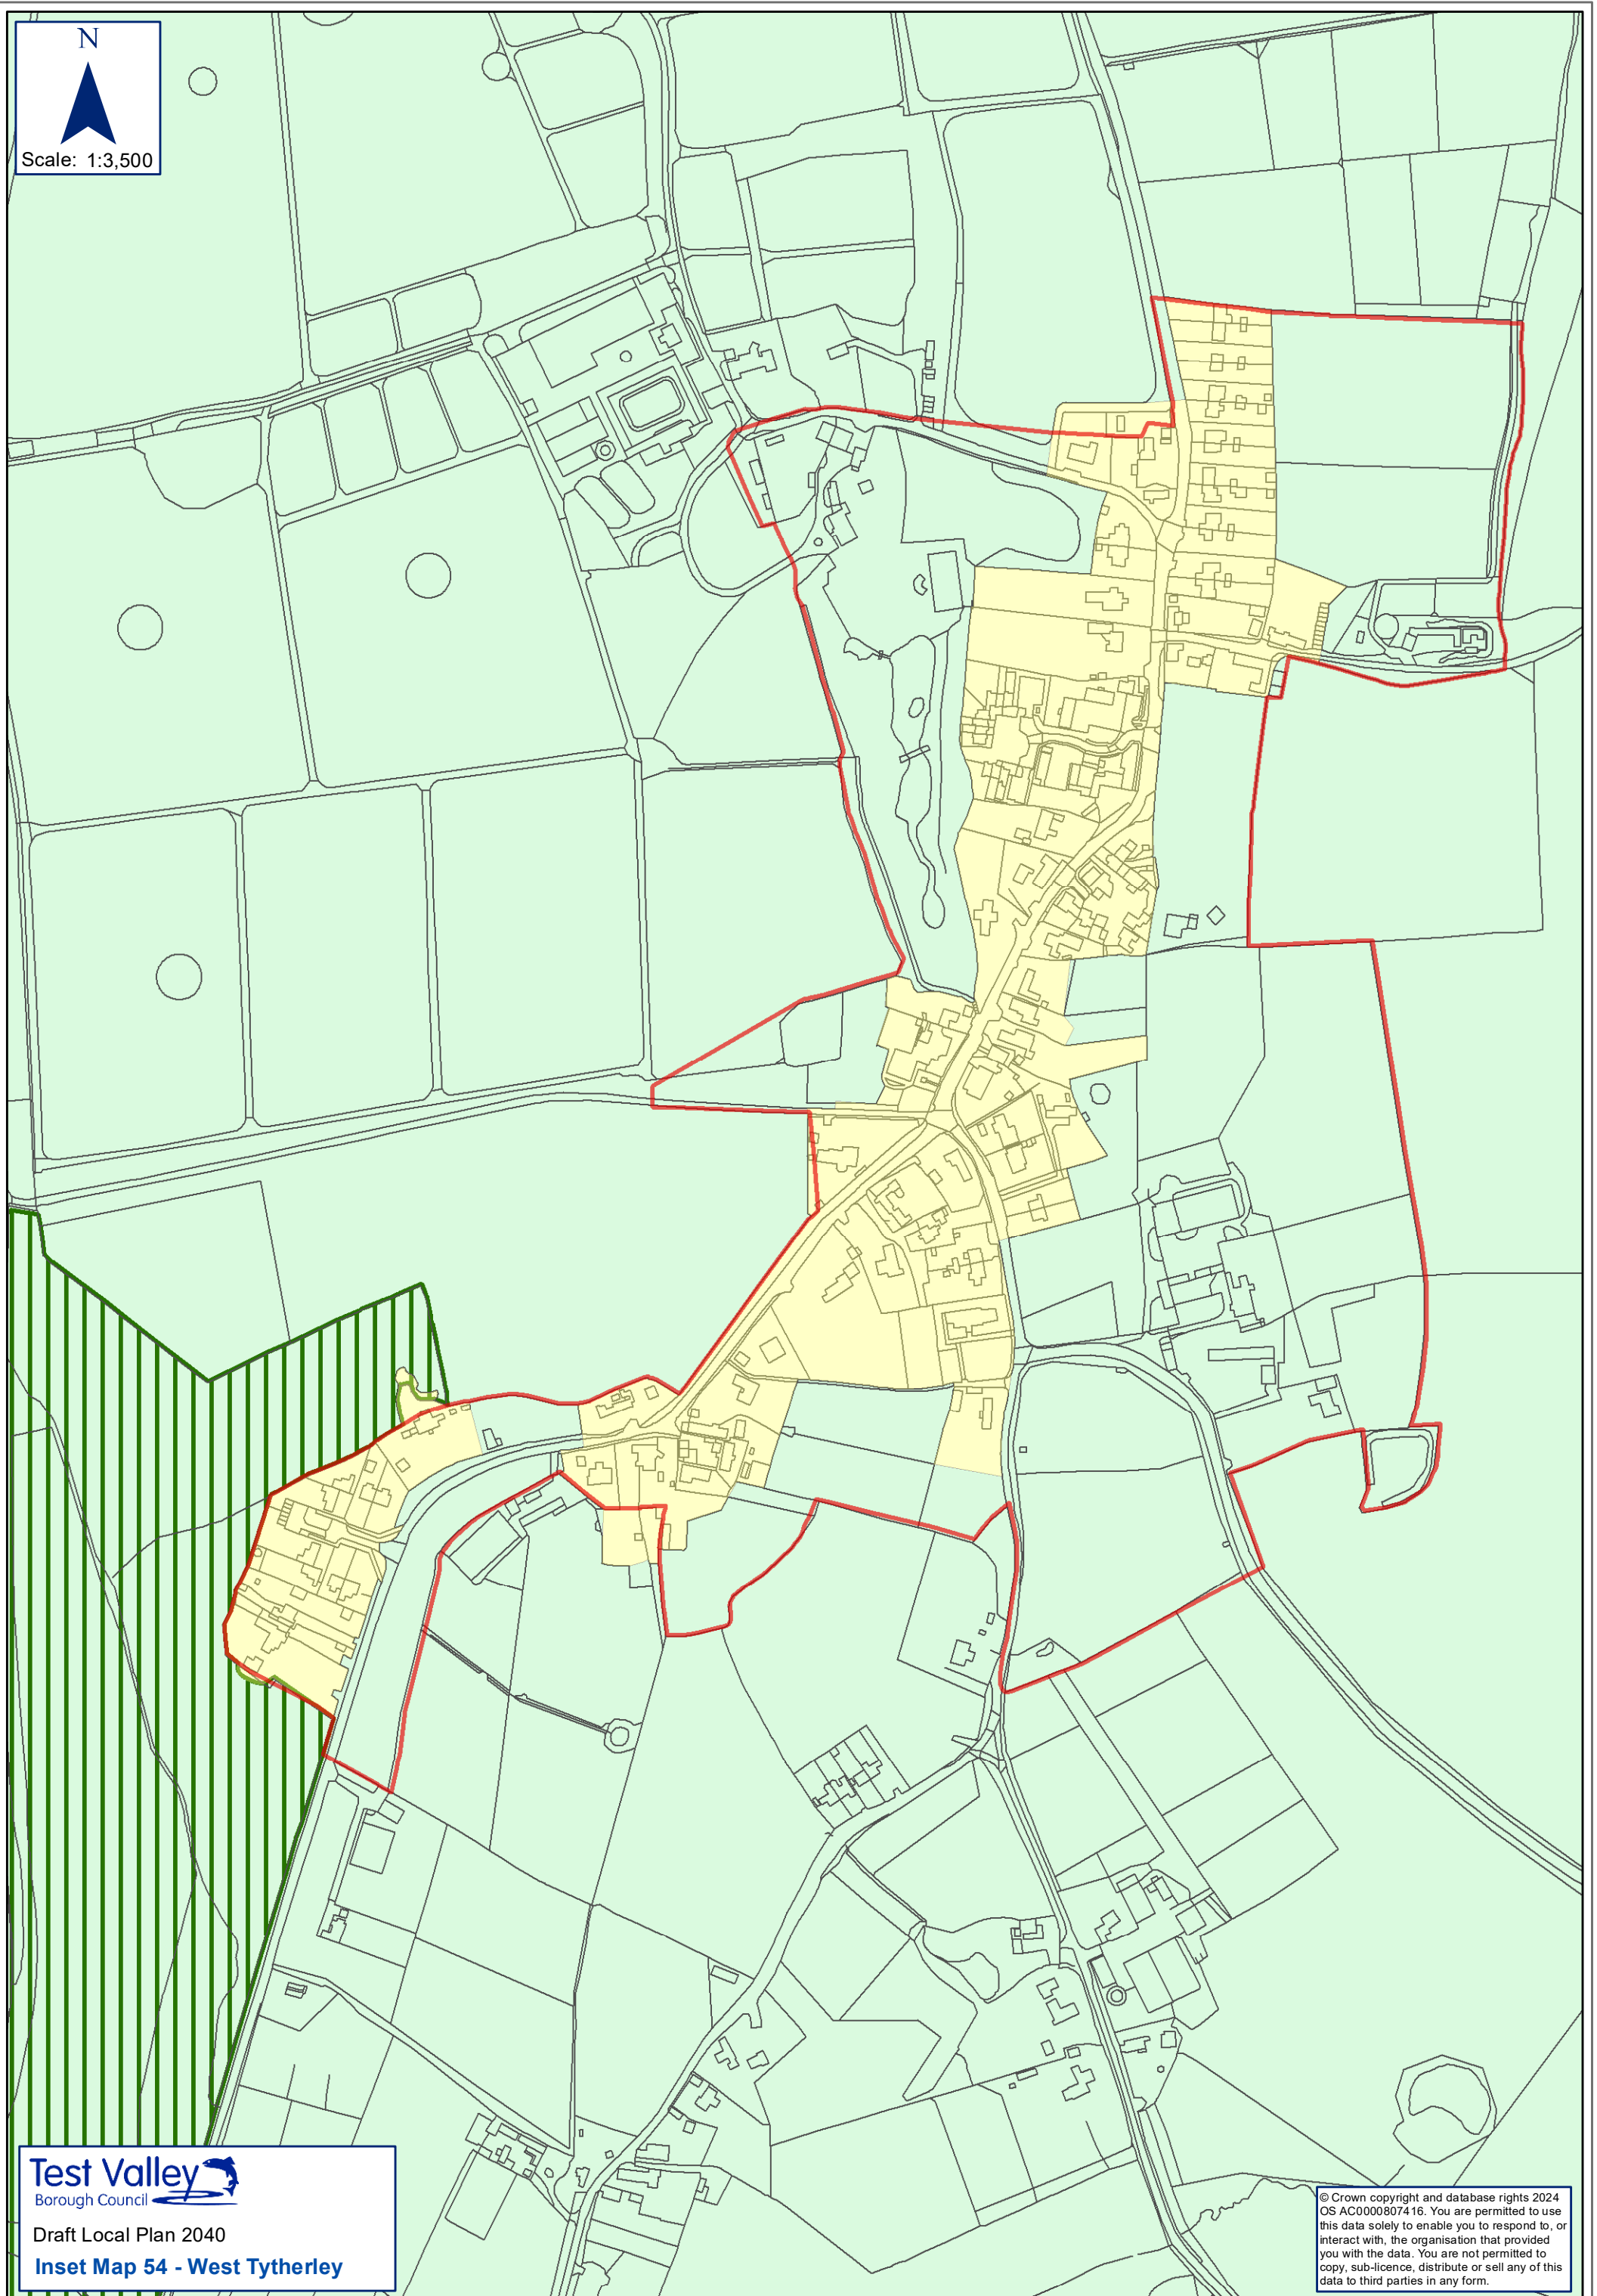 N
Scale: 1:3,500
Test Valley
Borough Council
Draft Local Plan 2040
Inset Map 54 - West Tytherley
© Crown copyright and database rights 2024
OS AC0000807416. You are permitted to use
this data solely to enable you to respond to, or
interact with, the organisation that provided
you with the data. You are not permitted to
copy, sub-licence, distribute or sell any of this
data to third parties in any form.